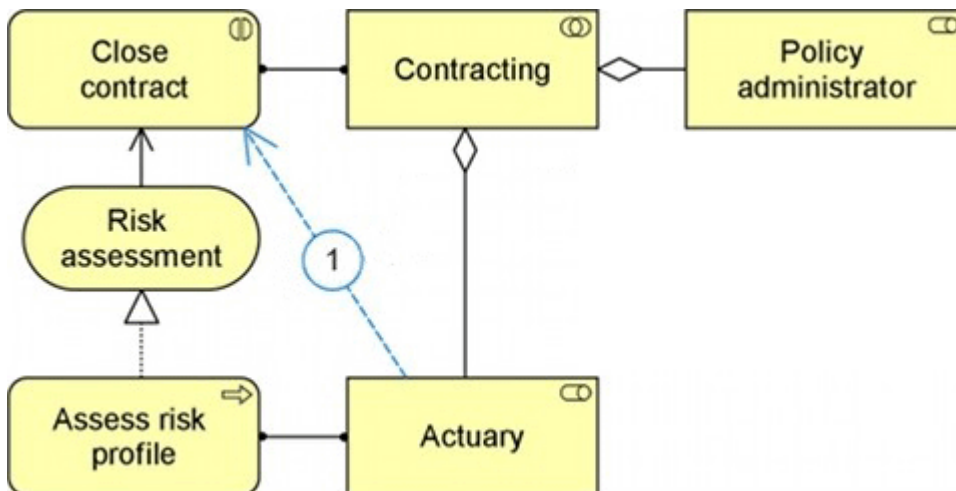 Close
contract
Contracting
Policy
administrator
Risk
assessment
1
Assess risk
profile
Actuary